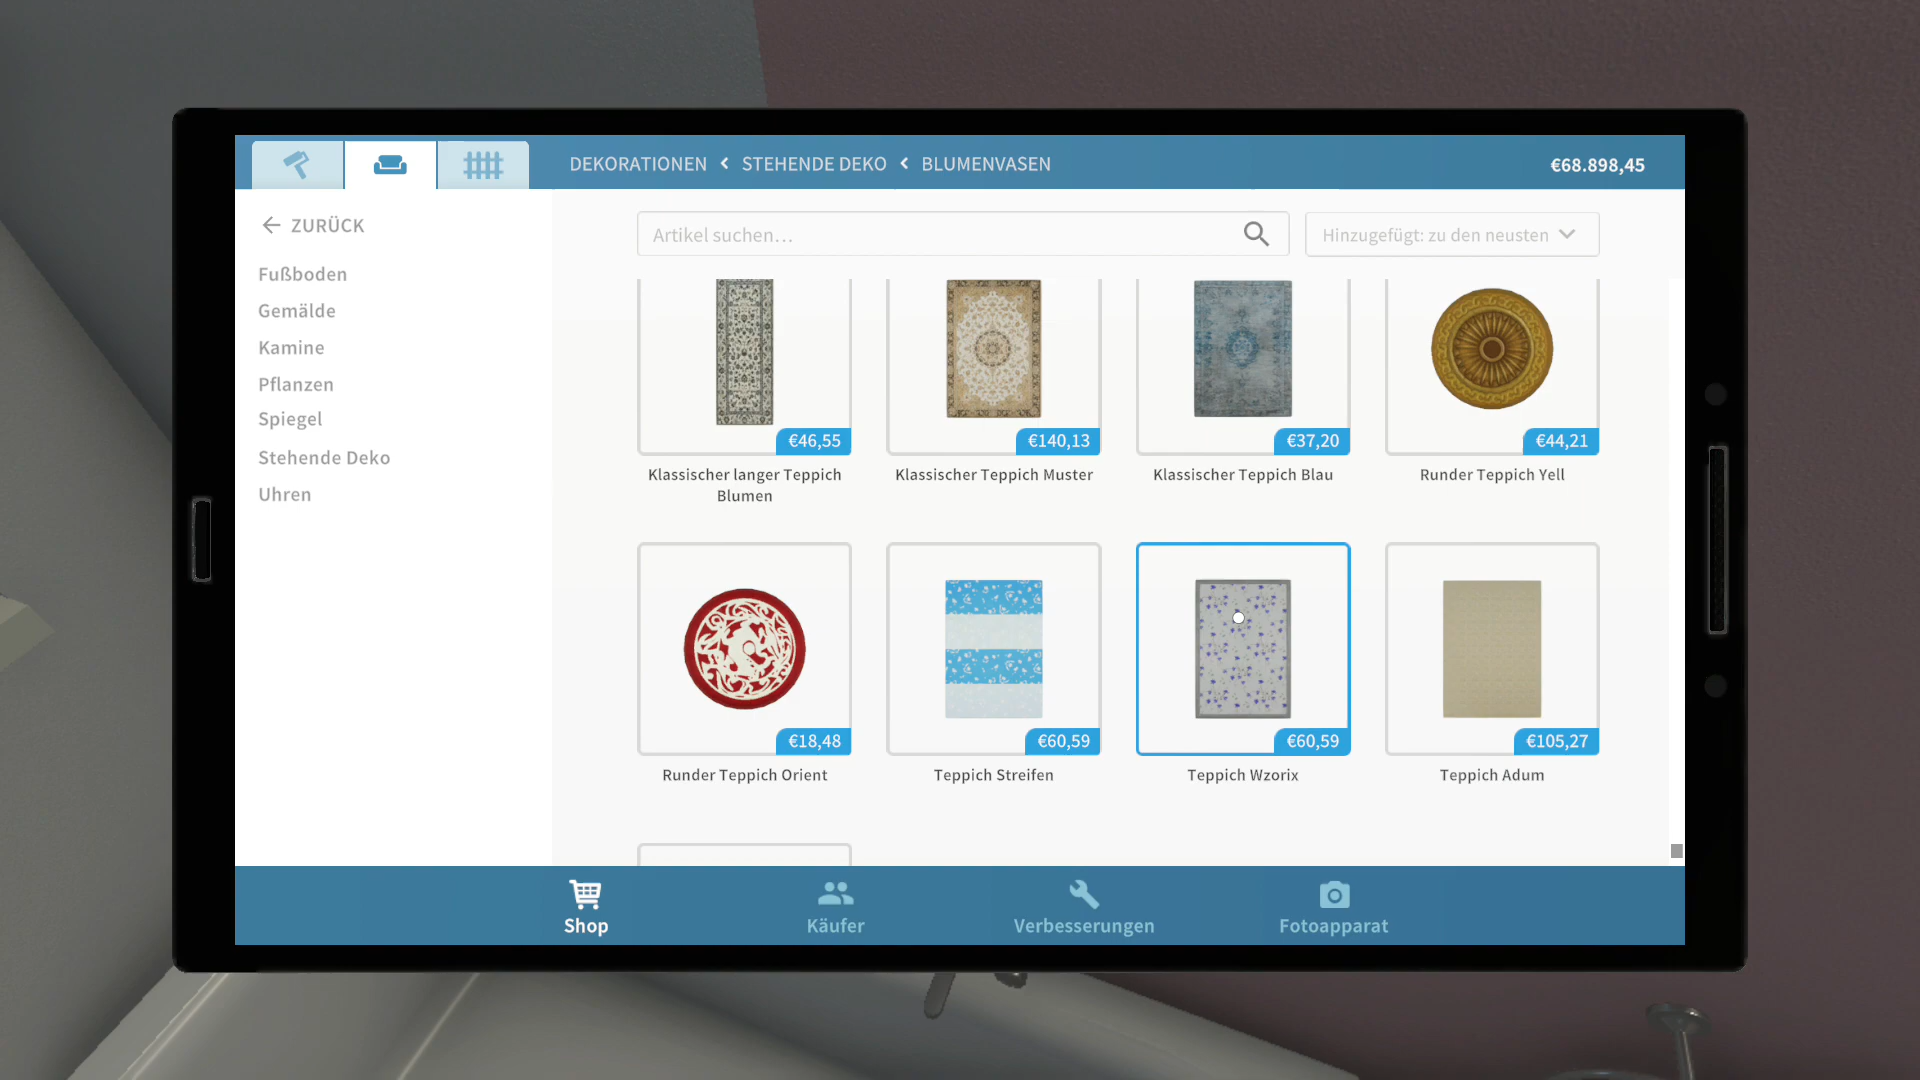 DEKORATIONEN < STEHENDE DEKO < BLUMENVASEN
€68.898,45
ZURÜCK
Fußboden
Gemälde
Kamine
Pflanzen
Spiegel
Stehende Deko
Uhren
Artikel suchen...
Hinzugefügt: zu den neusten
€46,55
€140,13
€37,20
€44,21
Klassischer langer Teppich
Blumen
Klassischer Teppich Muster
Klassischer Teppich Blau
Runder Teppich Yell
€18,48
€60,59
€60,59
€105,27
Runder Teppich Orient
Teppich Streifen
Teppich Wzorix
Teppich Adum
Shop
Käufer
Verbesserungen
Fotoapparat